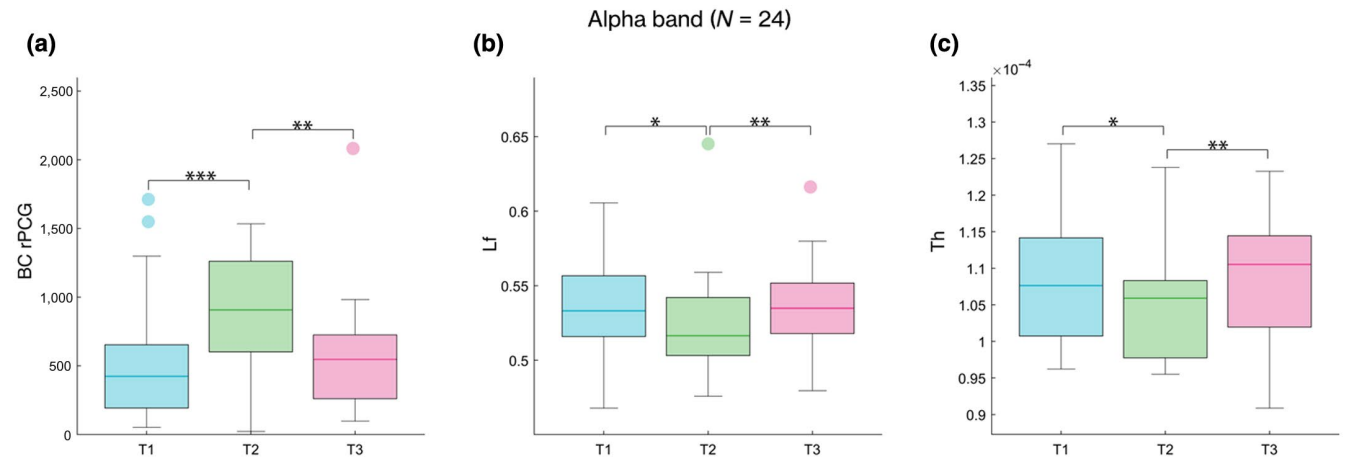 Alpha band (N = 24)
(a)
BC rPCG
2,500
2,000
1,500
1,000
500
0
***
**
T1
T2
T3
(b)
Lf
0.65
0.6
0.55
0.5
*
**
T1
T2
T3
(c)
×10⁻⁴
Th
1.35
1.3
1.25
1.2
1.15
1.1
1.05
1
0.95
0.9
*
**
T1
T2
T3